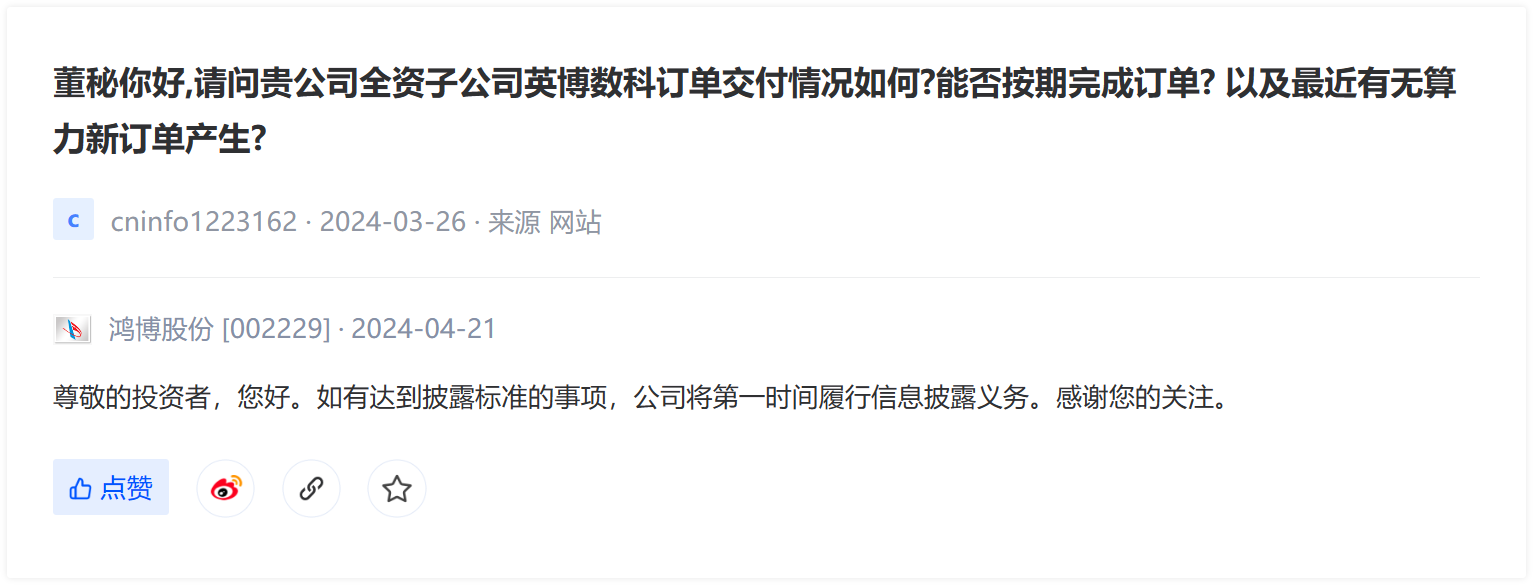 董秘你好,请问贵公司全资子公司英博数科订单交付情况如何?能否按期完成订单? 以及最近有无算
力新订单产生?
c cninfo1223162 · 2024-03-26 · 来源 网站
鸿博股份 [002229] · 2024-04-21
尊敬的投资者，您好。如有达到披露标准的事项，公司将第一时间履行信息披露义务。感谢您的关注。
点赞